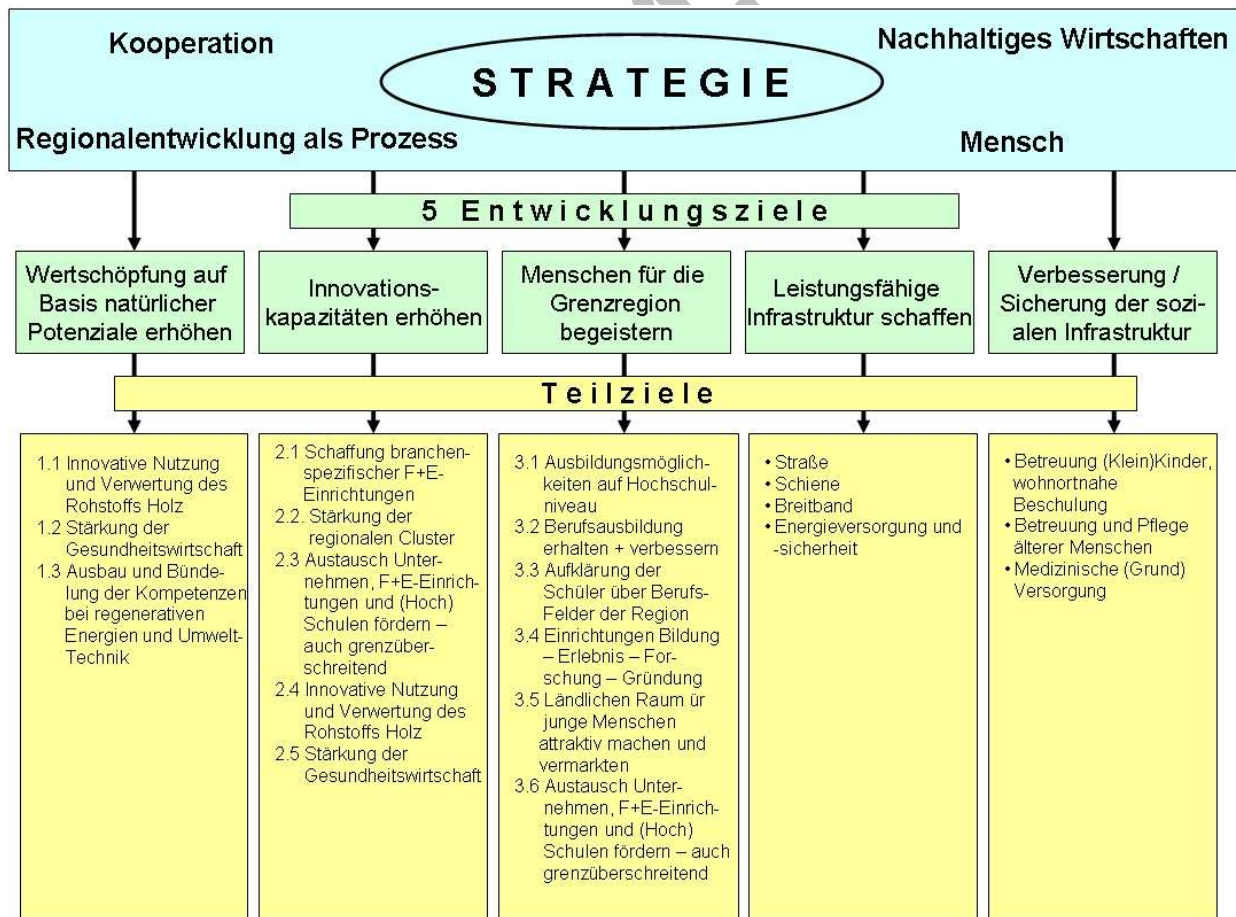 Kooperation
Nachhaltiges Wirtschaften
STRATEGIE
Regionalentwicklung als Prozess
Mensch
5 Entwicklungsziele
Wertschöpfung auf
Basis natürlicher
Potenziale erhöhen
Innovations-
kapazitäten erhöhen
Menschen für die
Grenzregion
begeistern
Leistungsfähige
Infrastruktur schaffen
Verbesserung /
Sicherung der sozi-
alen Infrastruktur
Teilziele
1.1 Innovative Nutzung
und Verwertung des
Rohstoffs Holz
1.2 Stärkung der
Gesundheitswirtschaft
1.3 Ausbau und Bünde-
lung der Kompetenzen
bei regenerativen
Energien und Umwelt-
Technik
2.1 Schaffung branchen-
spezifischer F+E-
Einrichtungen
2.2. Stärkung der
regionalen Cluster
2.3 Austausch Unter-
nehmen, F+E-Einrich-
tungen und (Hoch)
Schulen fördern –
auch grenzüber-
schreitend
2.4 Innovative Nutzung
und Verwertung des
Rohstoffs Holz
2.5 Stärkung der
Gesundheitswirtschaft
3.1 Ausbildungsmöglich-
keiten auf Hochschul-
niveau
3.2 Berufsausbildung
erhalten + verbessern
3.3 Aufklärung der
Schüler über Berufs-
Felder der Region
3.4 Einrichtungen Bildung
– Erlebnis – For-
schung – Gründung
3.5 Ländlichen Raum ür
junge Menschen
attraktiv machen und
vermarkten
3.6 Austausch Unter-
nehmen, F+E-Einrich-
tungen und (Hoch)
Schulen fördern – auch
grenzüberschreitend
• Straße
• Schiene
• Breitband
• Energieversorgung und
-sicherheit
• Betreuung (Klein)Kinder,
wohnortnahe
Beschulung
• Betreuung und Pflege
älterer Menschen
• Medizinische (Grund)
Versorgung